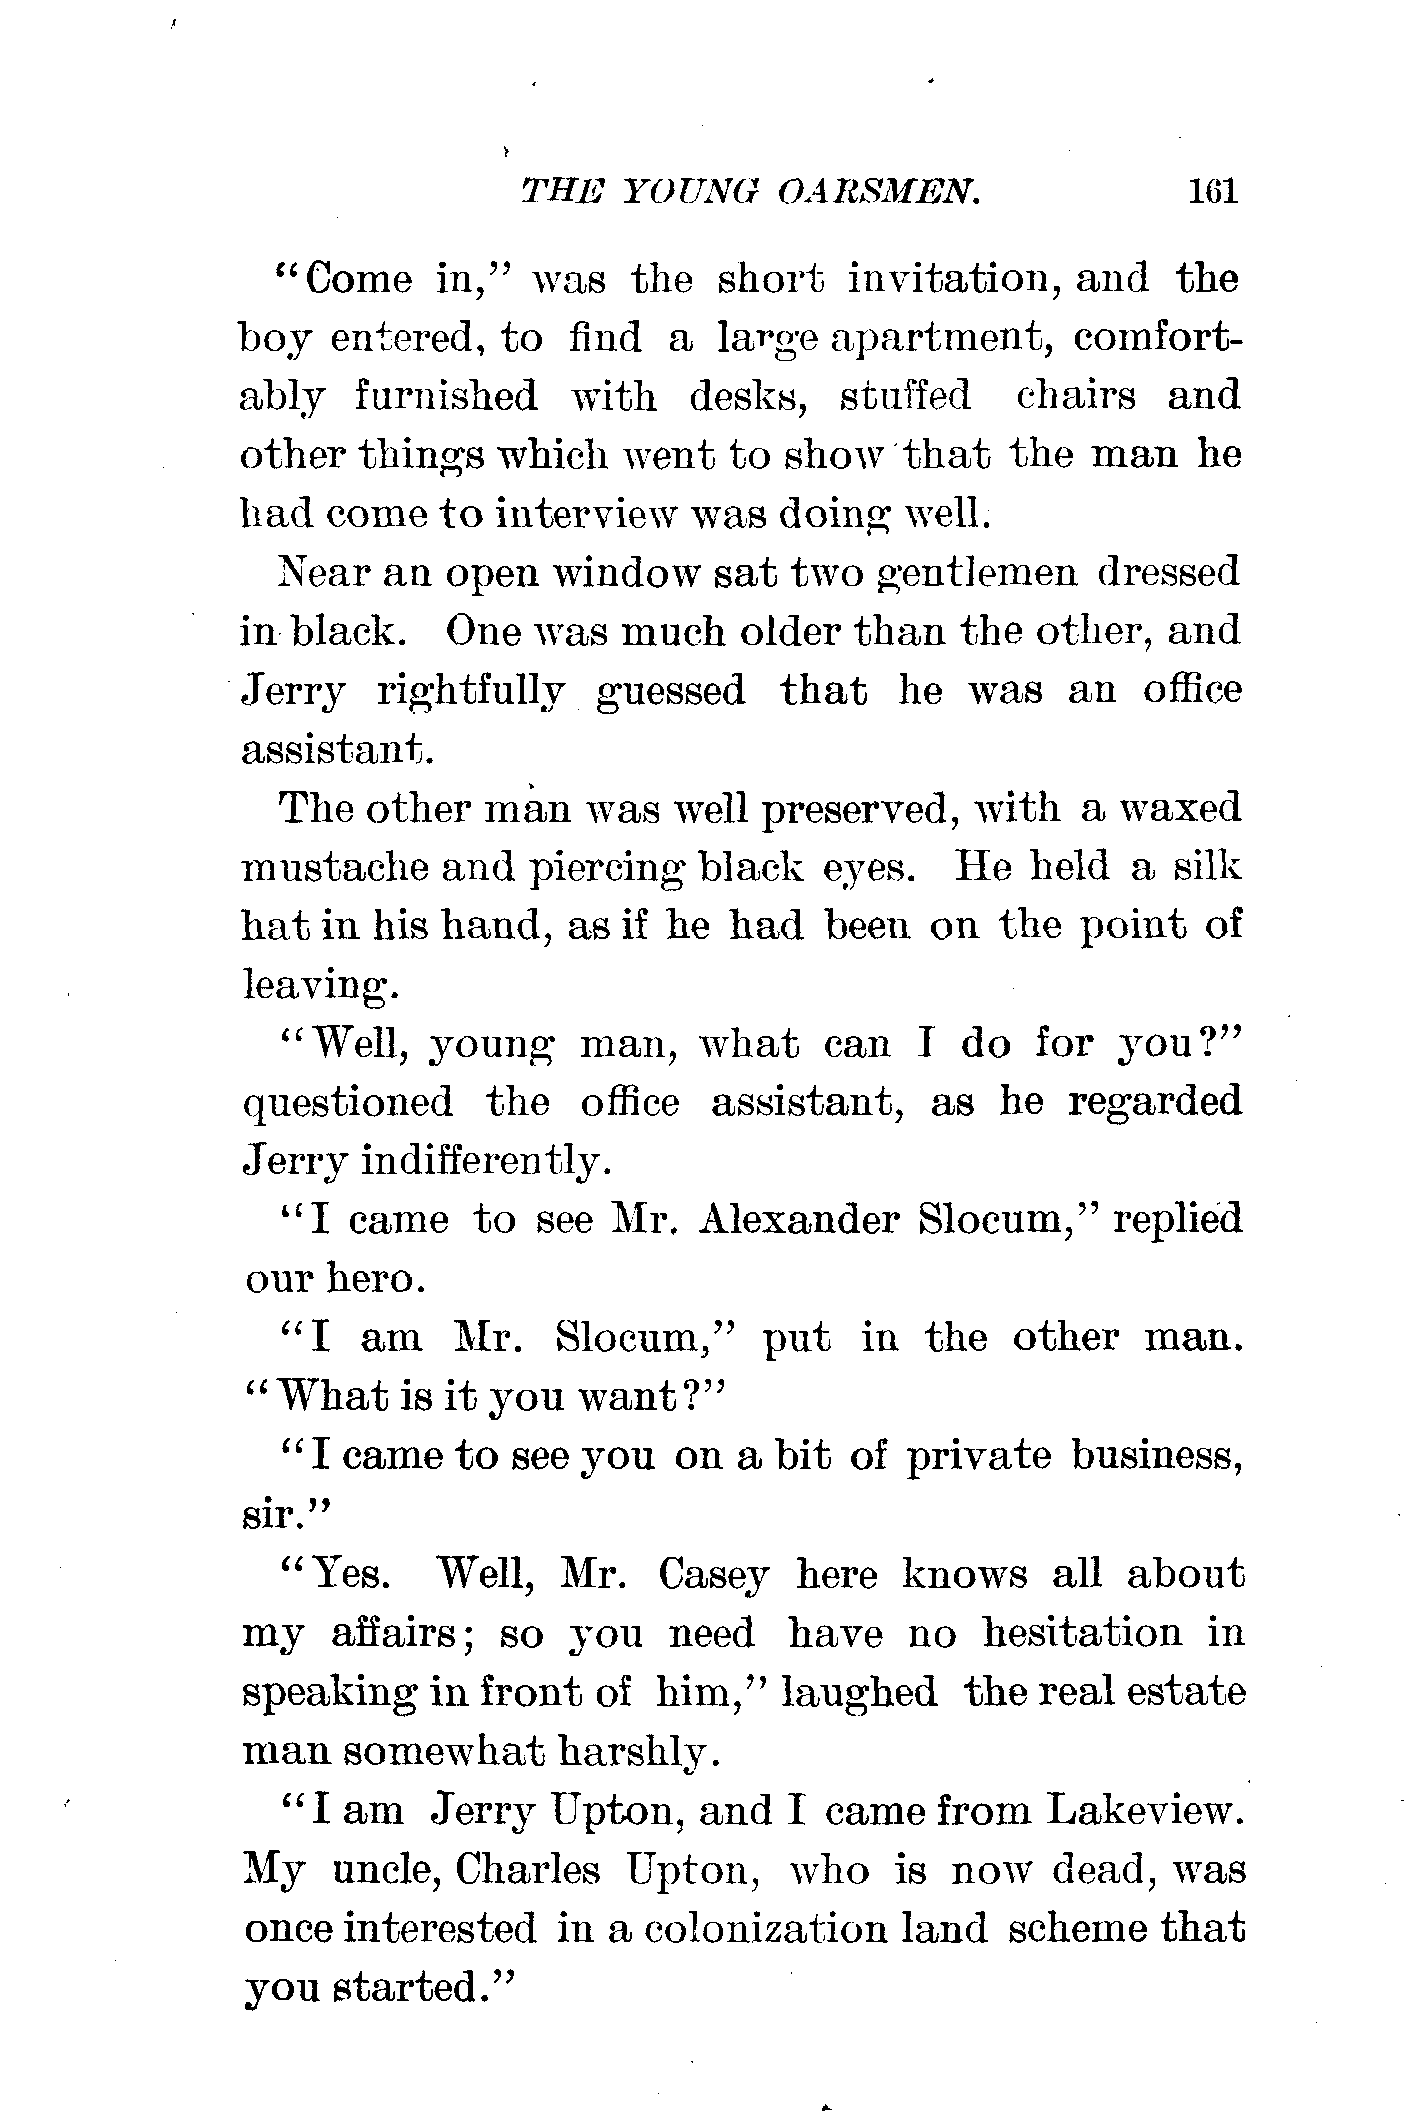 THE YOUNG OARSMEN. 161
"Come in," was the short invitation, and the
boy entered, to find a large apartment, comfort-
ably furnished with desks, stuffed chairs and
other things which went to show that the man he
had come to interview was doing well.
Near an open window sat two gentlemen dressed
in black. One was much older than the other, and
Jerry rightfully guessed that he was an office
assistant.
The other man was well preserved, with a waxed
mustache and piercing black eyes. He held a silk
hat in his hand, as if he had been on the point of
leaving.
"Well, young man, what can I do for you?"
questioned the office assistant, as he regarded
Jerry indifferently.
"I came to see Mr. Alexander Slocum," replied
our hero.
"I am Mr. Slocum," put in the other man.
"What is it you want?"
"I came to see you on a bit of private business,
sir."
"Yes. Well, Mr. Casey here knows all about
my affairs; so you need have no hesitation in
speaking in front of him," laughed the real estate
man somewhat harshly.
"I am Jerry Upton, and I came from Lakeview.
My uncle, Charles Upton, who is now dead, was
once interested in a colonization land scheme that
you started."